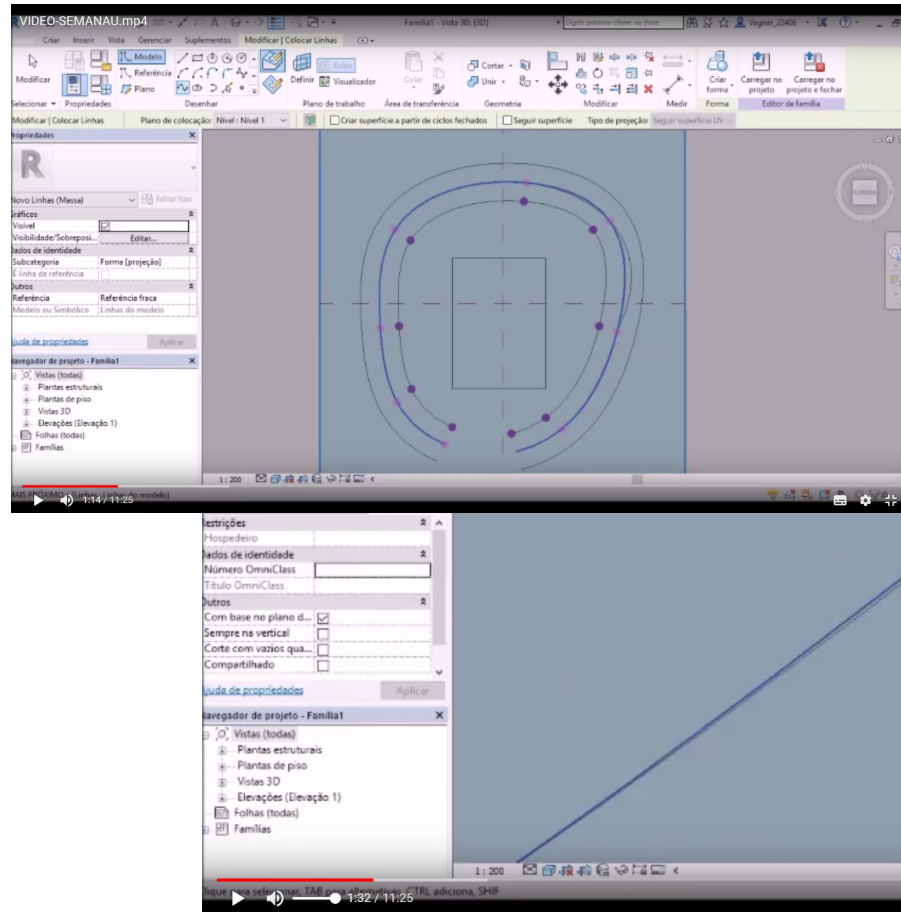 VIDEO-SEMANAU.mp4
Família1 - Vista 3D: {3D}
Digite palavra-chave ou frase
Vagner_22406
Criar Inserir Vista Gerenciar Suplementos Modificar | Colocar Linhas
Modelo
Referência
Plano
Exibir
Definir Visualizador
Colar
Cortar
Unir
Modificar
Criar forma
Carregar no projeto
Carregar no projeto e fechar
Selecionar Propriedades Desenhar Plano de trabalho Área de transferência Geometria Modificar Medir Forma Editor de família
Modificar | Colocar Linhas Plano de colocação: Nível : Nível 1 Criar superfície a partir de ciclos fechados Seguir superfície Tipo de projeção: Seguir superfície UV
Propriedades
R
Novo Linhas (Massa) Editar tipo
Gráficos
Visível
Visibilidade/Sobreposi... Editar...
Dados de identidade
Subcategoria Forma [projeção]
É linha de referência
Outros
Referência Referência fraca
Modelo ou Simbólico Linhas do modelo
Ajuda de propriedades Aplicar
Navegador de projeto - Família1
Vistas (todas)
Plantas estruturais
Plantas de piso
Vistas 3D
Elevações (Elevação 1)
Folhas (todas)
Famílias
1 : 200
1:14 / 11:25
Restrições
Hospedeiro
Dados de identidade
Número OmniClass
Título OmniClass
Outros
Com base no plano d...
Sempre na vertical
Corte com vazios qua...
Compartilhado
Ajuda de propriedades Aplicar
Navegador de projeto - Família1
Vistas (todas)
Plantas estruturais
Plantas de piso
Vistas 3D
Elevações (Elevação 1)
Folhas (todas)
Famílias
1 : 200
Clique para selecionar, TAB para alternativas, CTRL adiciona, SHIF
1:32 / 11:25